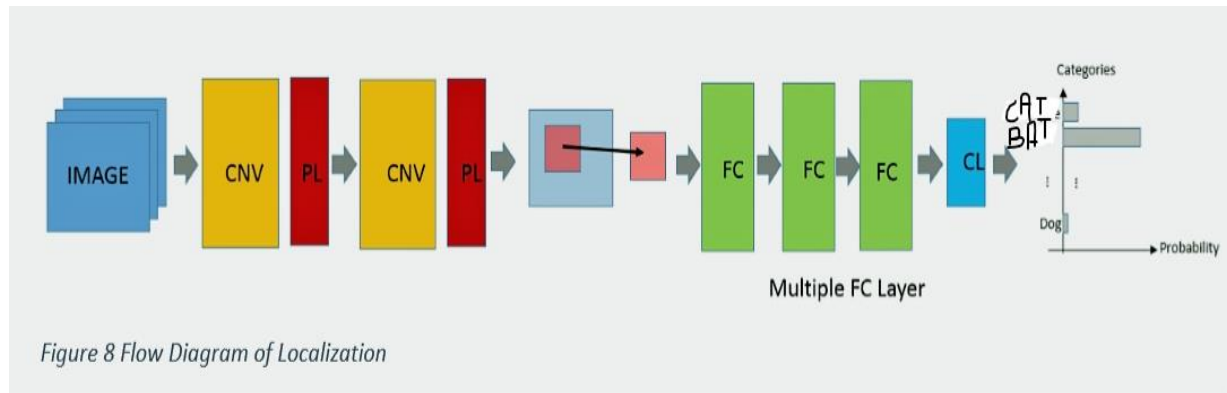 Categories
CAT
BAT
IMAGE
CNV
PL
CNV
PL
FC
FC
FC
CL
Dog
Probability
Multiple FC Layer
Figure 8 Flow Diagram of Localization